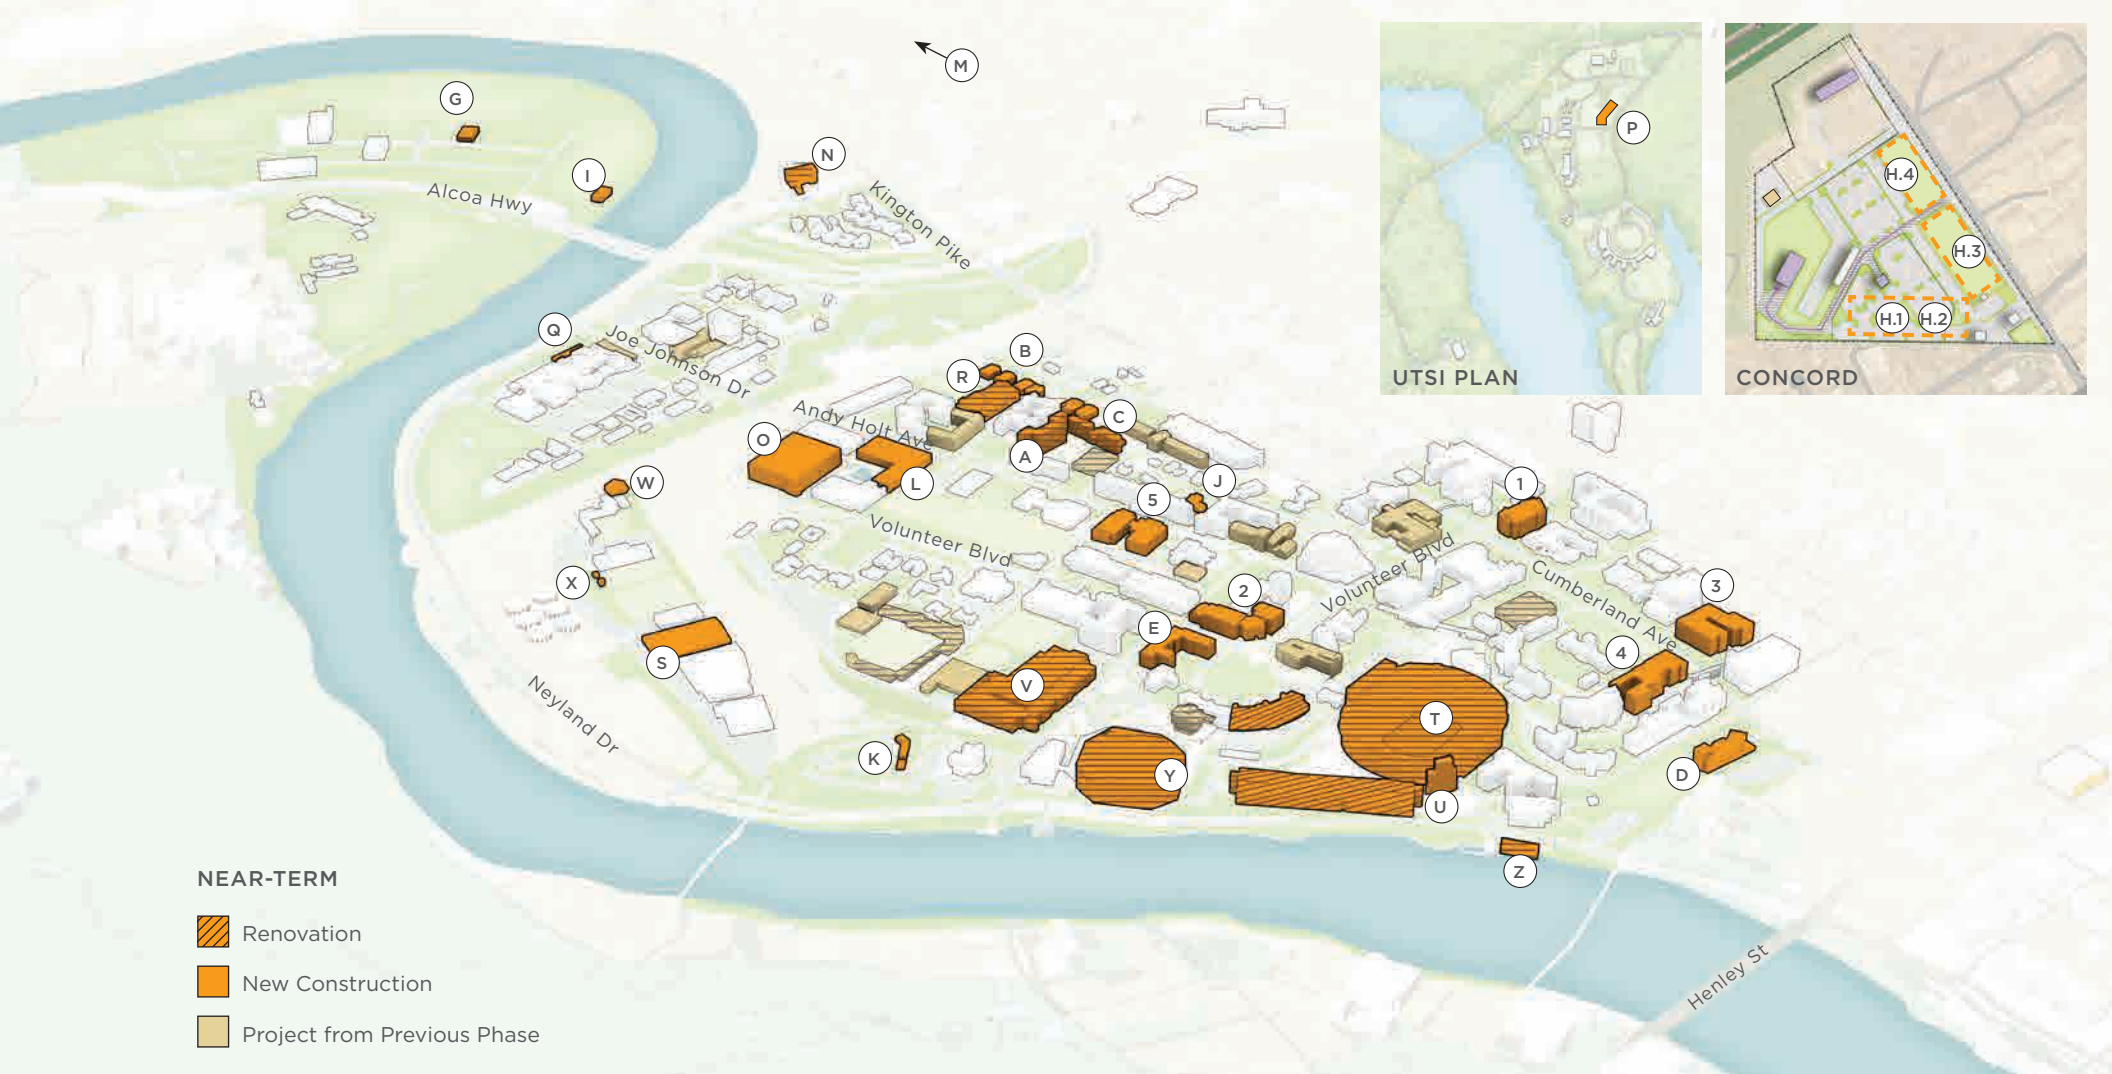 M
G
N
I
Alcoa Hwy
Kington Pike
P
UTSI PLAN
H.4
H.3
H.1
H.2
CONCORD
Q
Joe Johnson Dr
B
R
Andy Holt Ave
C
O
A
L
W
J
5
1
Volunteer Blvd
Volunteer Blvd
X
Cumberland Ave
3
2
E
4
S
V
Neyland Dr
T
K
Y
D
U
Z
Henley St
NEAR-TERM
Renovation
New Construction
Project from Previous Phase